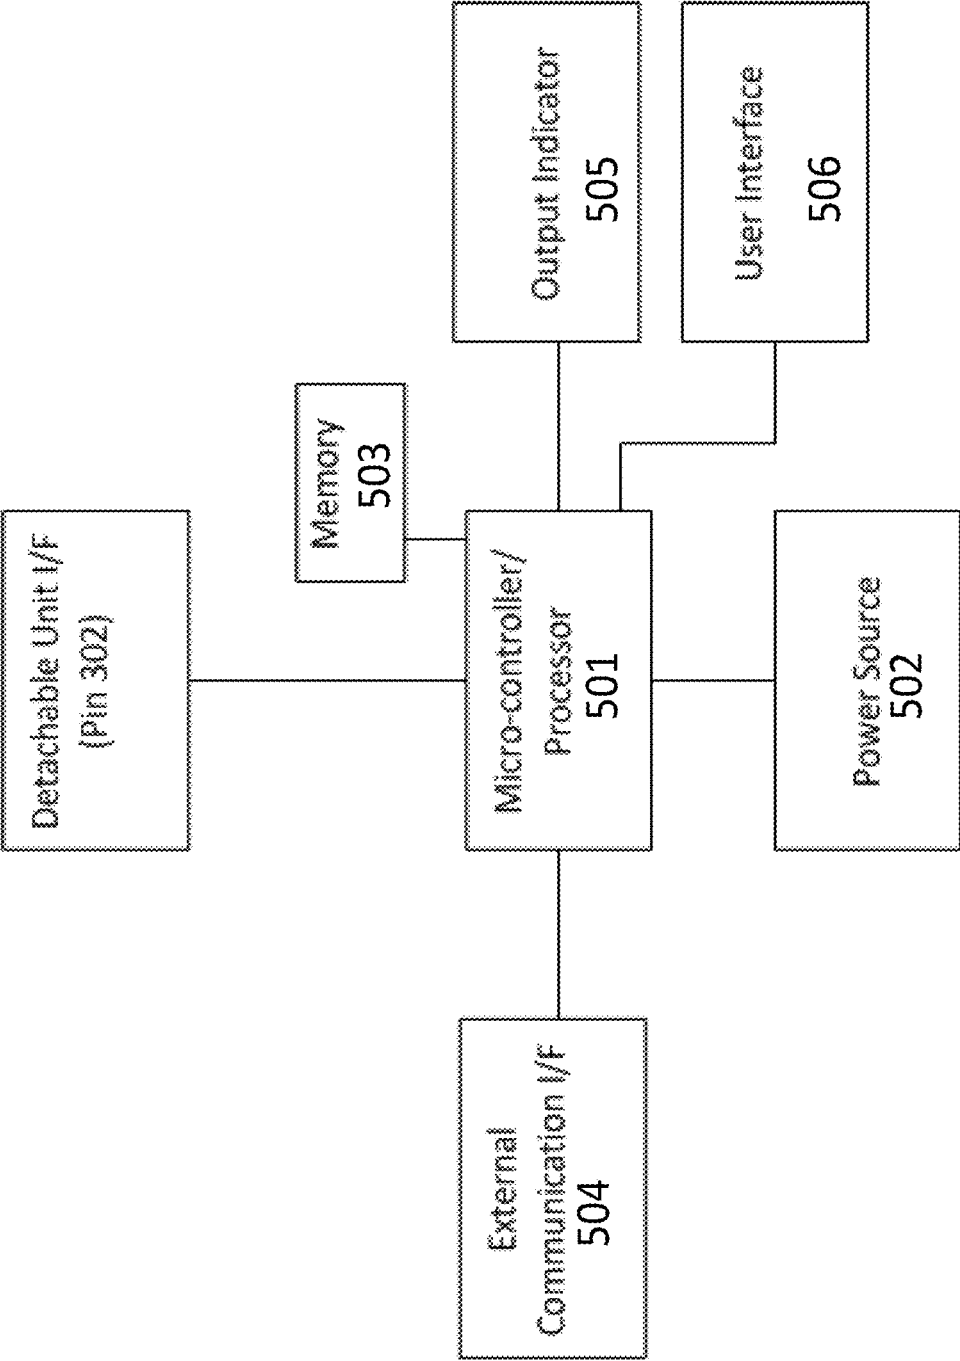 Detachable Unit I/F
(Pin 302)
Memory
503
External
Communication I/F
504
Micro-controller/
Processor
501
Output Indicator
505
User Interface
506
Power Source
502